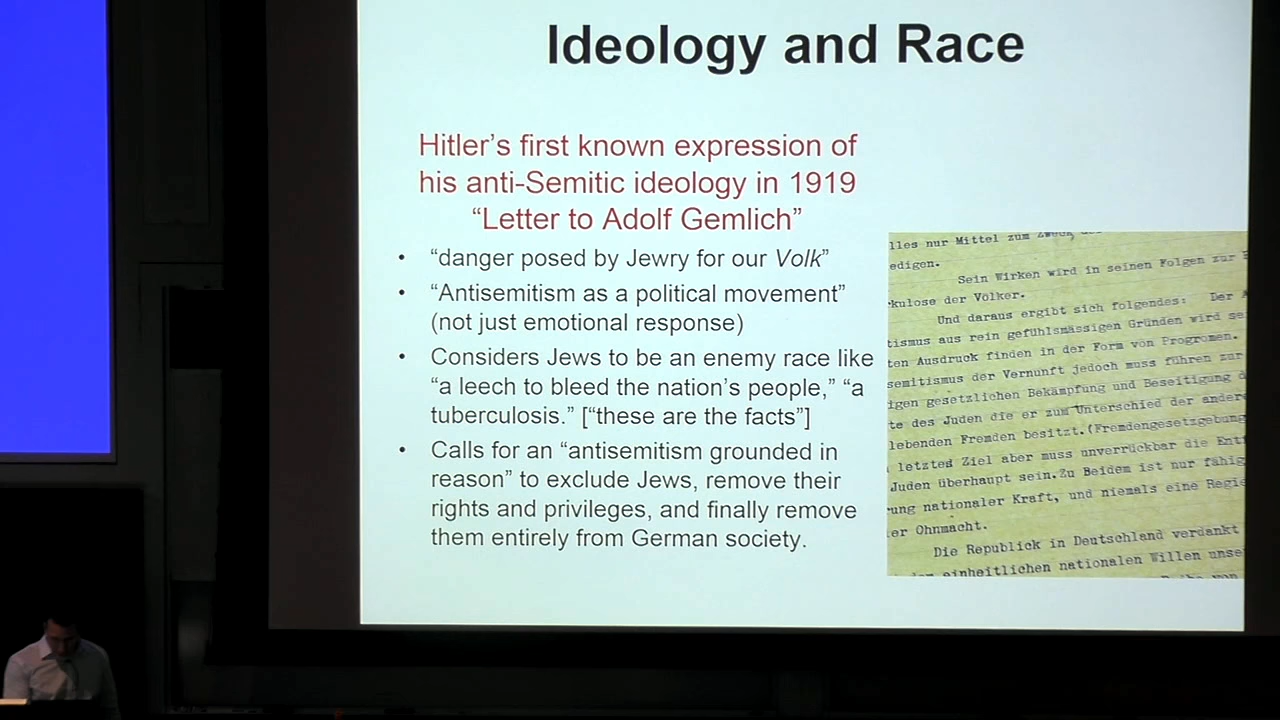 Ideology and Race
Hitler’s first known expression of
his anti-Semitic ideology in 1919
“Letter to Adolf Gemlich”
• “danger posed by Jewry for our Volk”
• “Antisemitism as a political movement”
(not just emotional response)
• Considers Jews to be an enemy race like
“a leech to bleed the nation’s people,” “a
tuberculosis.” [“these are the facts”]
• Calls for an “antisemitism grounded in
reason” to exclude Jews, remove their
rights and privileges, and finally remove
them entirely from German society.
lles nur Mittel zum
edigen.
Sein Wirken wird in seinen Folgen zur
kulose der Völker.
Und daraus ergibt sich folgendes: Der
tismus aus rein gefühlsmässigen Gründen wird se
ten Ausdruck finden in der Form von Progromen.
semitismus der Vernunft jedoch muss führen zur
igen gesetzlichen Bekämpfung und Beseitigung d
te des Juden die er zum Unterschied der andere
lebenden Fremden besitzt.(Fremdengesetzgebung
letztes Ziel aber muss unverrückbar die Entf
Juden überhaupt sein.Zu Beidem ist nur fähig
rung nationaler Kraft, und niemals eine Regie
er Ohnmacht.
Die Republick in Deutschland verdankt
einheitlichen nationalen Willen unse
von